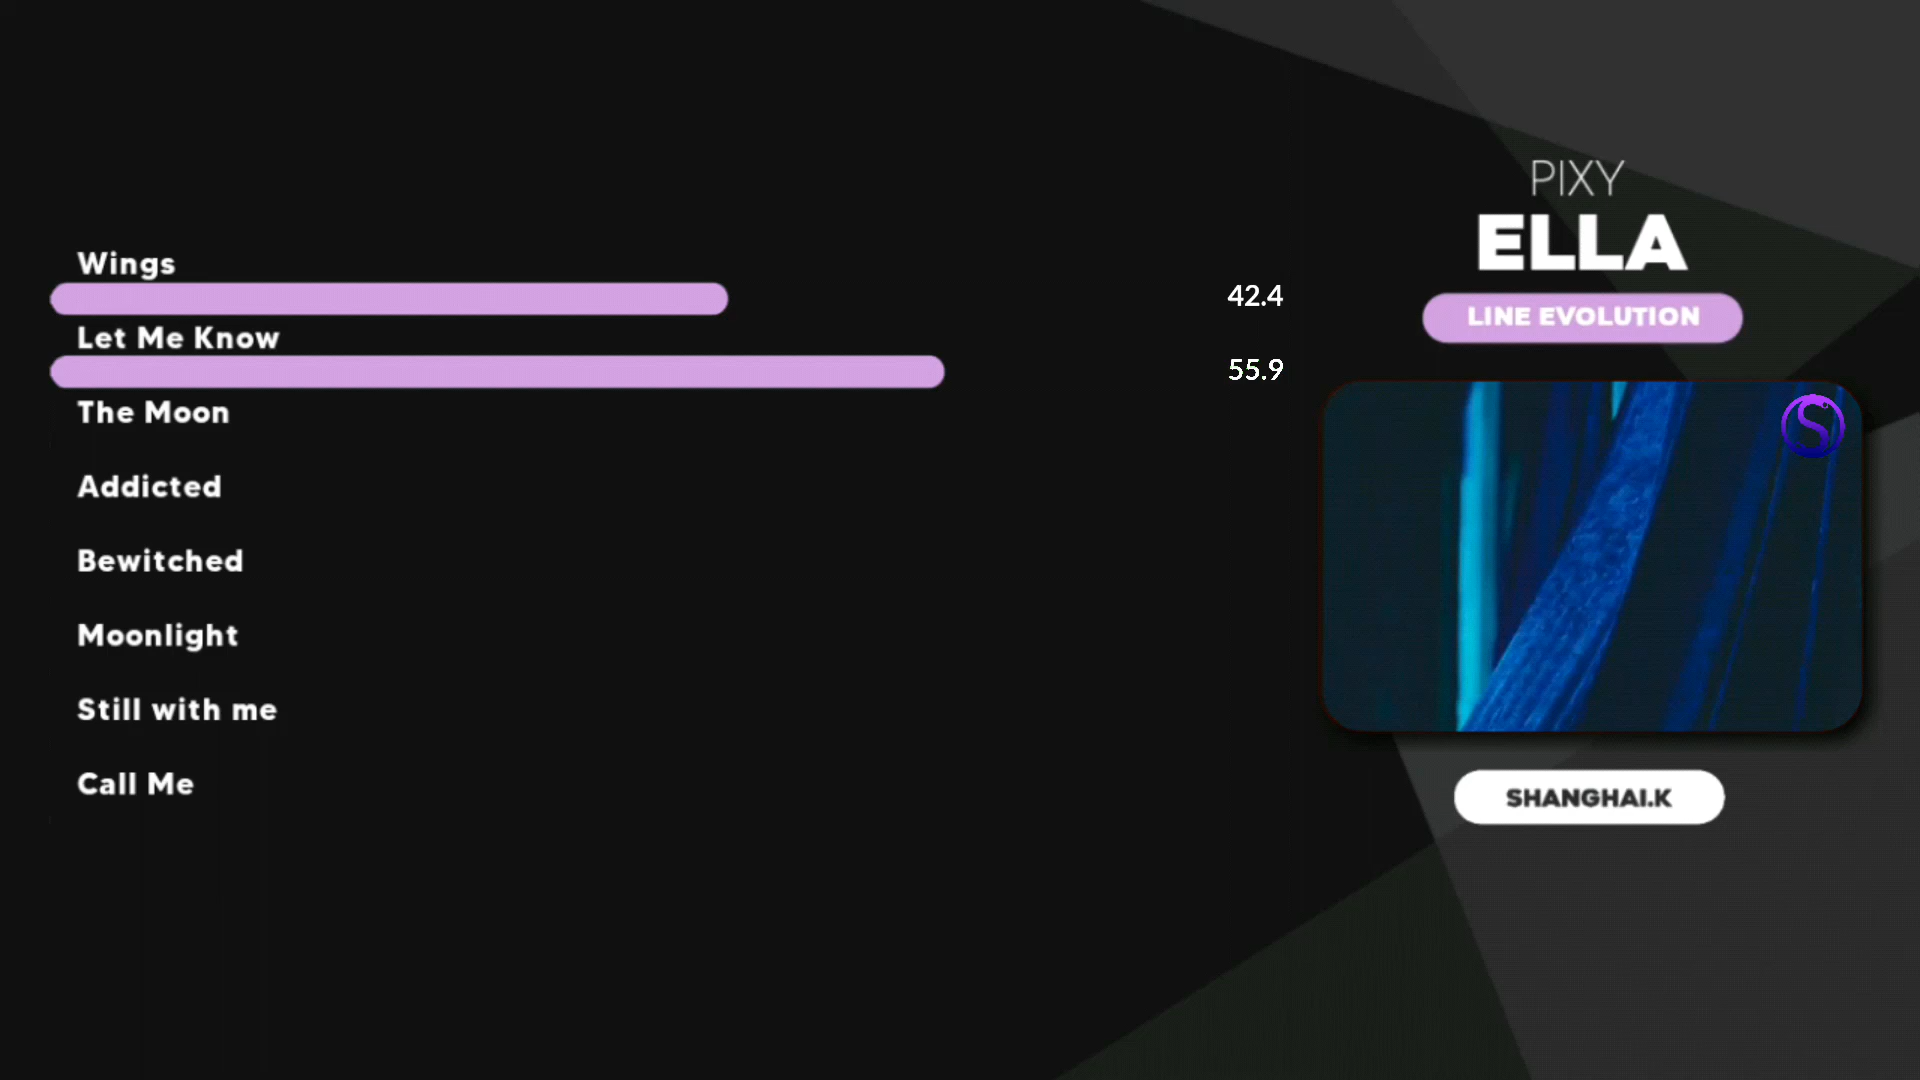 Wings
42.4
Let Me Know
55.9
The Moon
Addicted
Bewitched
Moonlight
Still with me
Call Me
PIXY
ELLA
LINE EVOLUTION
S
SHANGHAI.K